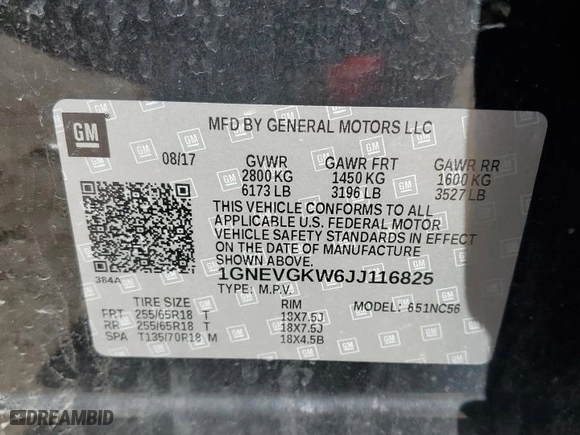 GM
MFD BY GENERAL MOTORS LLC
08/17 GVWR GAWR FRT GAWR RR
2800 KG 1450 KG 1600 KG
6173 LB 3196 LB 3527 LB
THIS VEHICLE CONFORMS TO ALL
APPLICABLE U.S. FEDERAL MOTOR
VEHICLE SAFETY STANDARDS IN
EFFECT ON THE DATE OF MANUFACTURE
SHOWN ABOVE.
384A 1GNEVGKW6JJ116825
TYPE: M.P.V. MODEL: 651NC56
TIRE SIZE RIM
FRT 255/65R18 T 18X7.5J
RR 255/65R18 T 18X7.5J
SPA T135/70R18 M 18X4.5B
DREAMBID